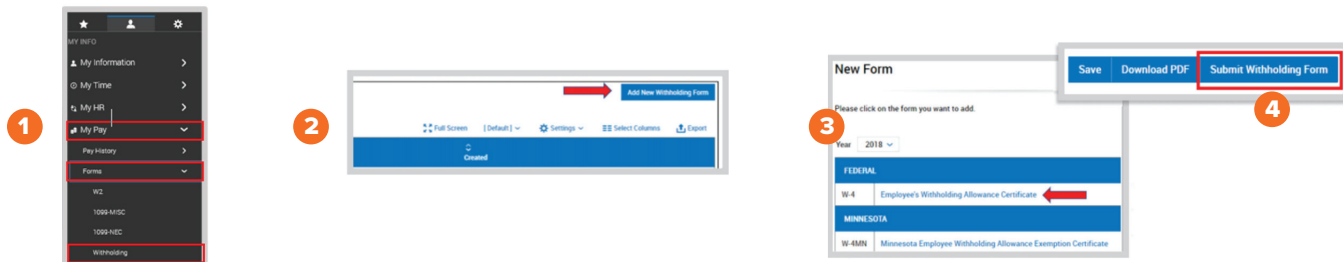 1
MY INFO
My Information
My Time
My HR
My Pay
Pay History
Forms
W2
1099-MISC
1099-NEC
Withholding
2
Add New Withholding Form
Full Screen [Default] Settings Select Columns Export
Created
3
New Form
Please click on the form you want to add.
Year 2018
FEDERAL
W-4 Employee's Withholding Allowance Certificate
MINNESOTA
W-4MN Minnesota Employee Withholding Allowance Exemption Certificate
Save Download PDF Submit Withholding Form
4